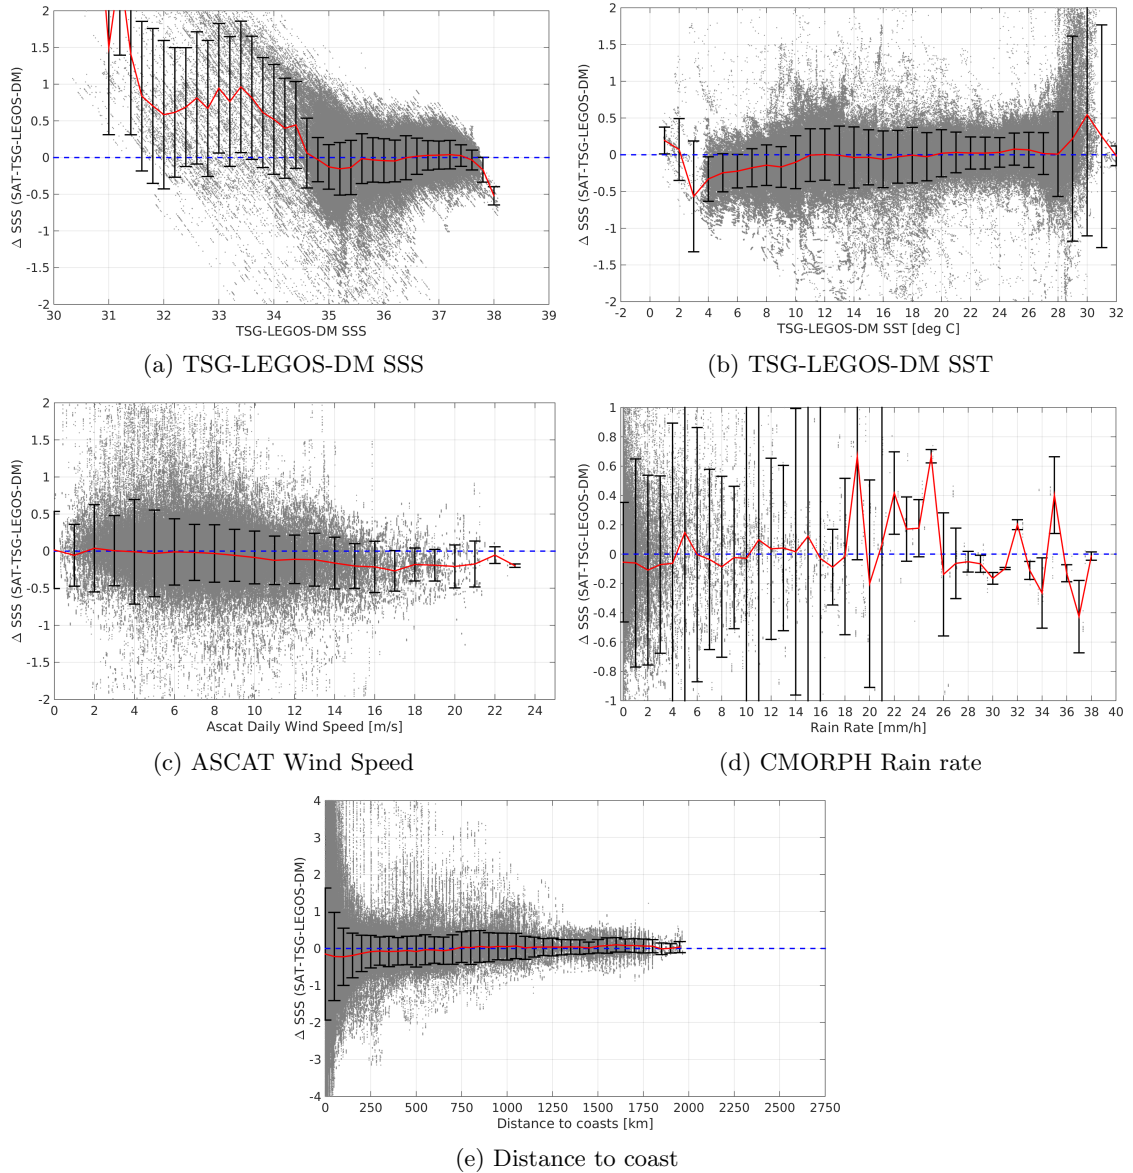 2
1.5
1
0.5
0
-0.5
-1
-1.5
-2
30 31 32 33 34 35 36 37 38 39
TSG-LEGOS-DM SSS
Δ SSS (SAT-TSG-LEGOS-DM)
(a) TSG-LEGOS-DM SSS
2
1.5
1
0.5
0
-0.5
-1
-1.5
-2
-2 0 2 4 6 8 10 12 14 16 18 20 22 24 26 28 30 32
TSG-LEGOS-DM SST [deg C]
Δ SSS (SAT-TSG-LEGOS-DM)
(b) TSG-LEGOS-DM SST
2
1.5
1
0.5
0
-0.5
-1
-1.5
-2
0 2 4 6 8 10 12 14 16 18 20 22 24
Ascat Daily Wind Speed [m/s]
Δ SSS (SAT-TSG-LEGOS-DM)
(c) ASCAT Wind Speed
1
0.8
0.6
0.4
0.2
0
-0.2
-0.4
-0.6
-0.8
-1
0 2 4 6 8 10 12 14 16 18 20 22 24 26 28 30 32 34 36 38 40
Rain Rate [mm/h]
Δ SSS (SAT-TSG-LEGOS-DM)
(d) CMORPH Rain rate
4
3
2
1
0
-1
-2
-3
-4
0 250 500 750 1000 1250 1500 1750 2000 2250 2500 2750
Distance to coasts [km]
Δ SSS (SAT-TSG-LEGOS-DM)
(e) Distance to coast